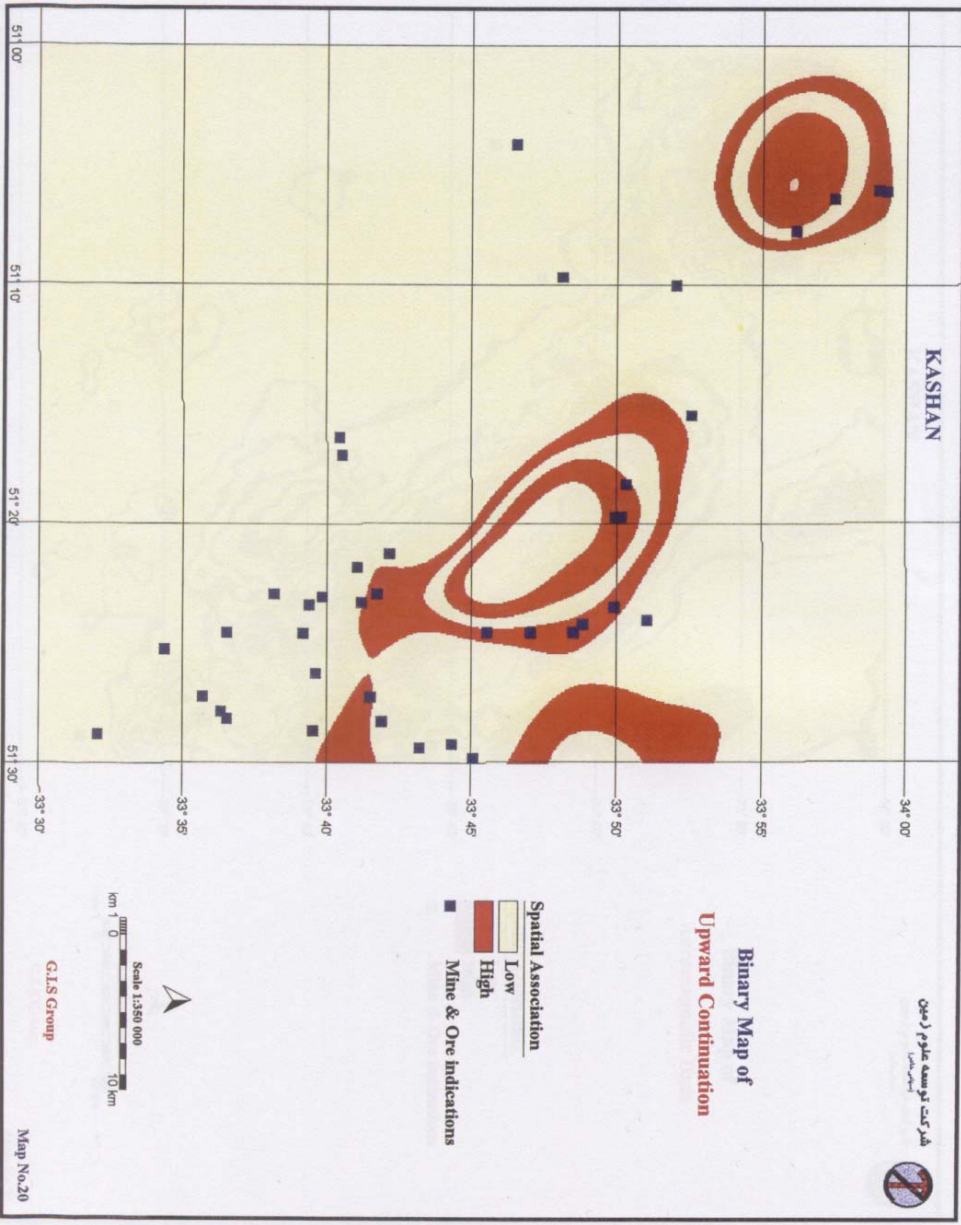 KASHAN
شرکت توسعه علوم زمین
(سهامی خاص)
Binary Map of
Upward Continuation
Spatial Association
Low
High
Mine & Ore indications
Scale 1:350 000
km 1 0 10 km
G.I.S Group
Map No.20
51° 00'
51° 10'
51° 20'
51° 30'
34° 00'
33° 55'
33° 50'
33° 45'
33° 40'
33° 35'
33° 30'